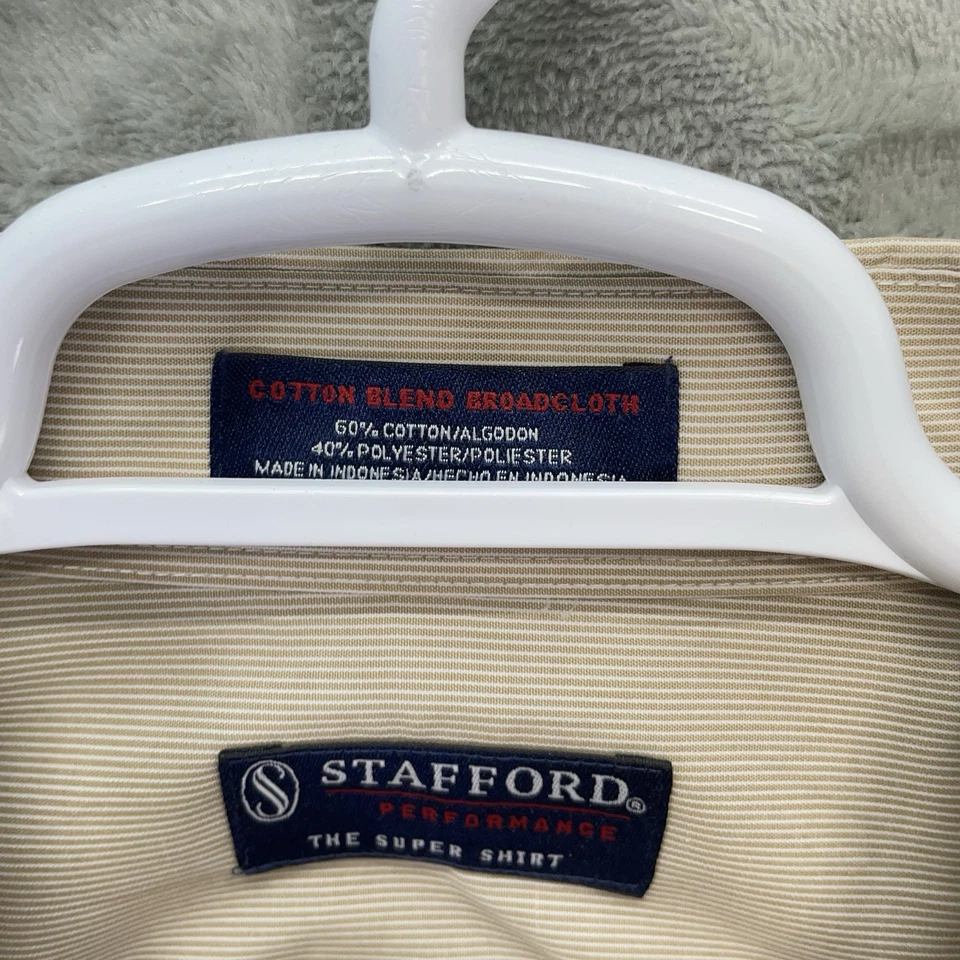 COTTON BLEND BROADCLOTH
60% COTTON/ALGODON
40% POLYESTER/POLIESTER
MADE IN INDONESIA/HECHO EN INDONESIA
S STAFFORD®
PERFORMANCE
THE SUPER SHIRT